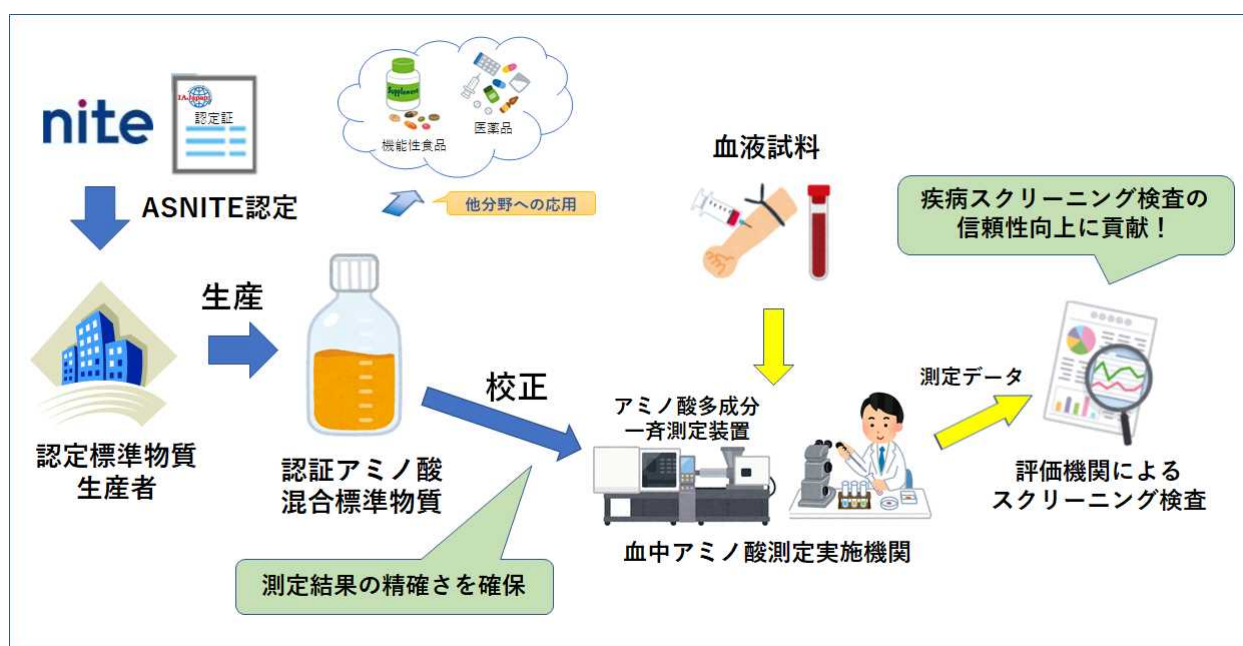 nite
IAJapan
認定証
ASNITE認定
Supplement
機能性食品
医薬品
他分野への応用
血液試料
疾病スクリーニング検査の
信頼性向上に貢献！
生産
認定標準物質
生産者
認証アミノ酸
混合標準物質
校正
測定結果の精確さを確保
アミノ酸多成分
一斉測定装置
血中アミノ酸測定実施機関
測定データ
評価機関による
スクリーニング検査